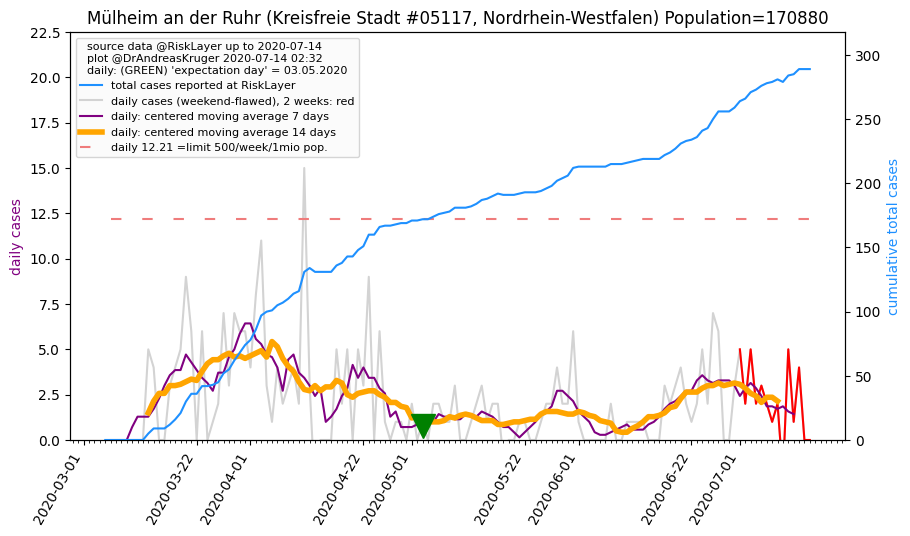 Mülheim an der Ruhr (Kreisfreie Stadt #05117, Nordrhein-Westfalen) Population=170880
source data @RiskLayer up to 2020-07-14
plot @DrAndreasKruger 2020-07-14 02:32
daily: (GREEN) 'expectation day' = 03.05.2020
total cases reported at RiskLayer
daily cases (weekend-flawed), 2 weeks: red
daily: centered moving average 7 days
daily: centered moving average 14 days
daily 12.21 =limit 500/week/1mio pop.
daily cases
22.5
20.0
17.5
15.0
12.5
10.0
7.5
5.0
2.5
0.0
300
250
200
150
100
50
0
cumulative total cases
2020-03-01
2020-03-22
2020-04-01
2020-04-22
2020-05-01
2020-05-22
2020-06-01
2020-06-22
2020-07-01